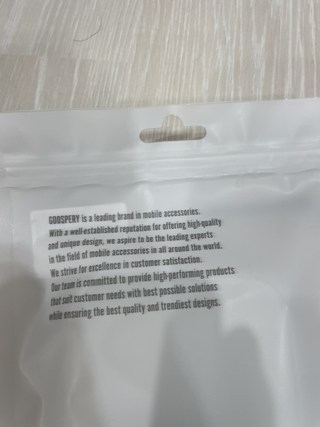 GOOSPERY is a leading brand in mobile accessories.
With a well-established reputation for offering high-quality
and unique design, we aspire to be the leading experts
in the field of mobile accessories in all around the world.
We strive for excellence in customer satisfaction.
Our team is committed to provide high-performing products
that suit customer needs with best possible solutions
while ensuring the best quality and trendiest designs.